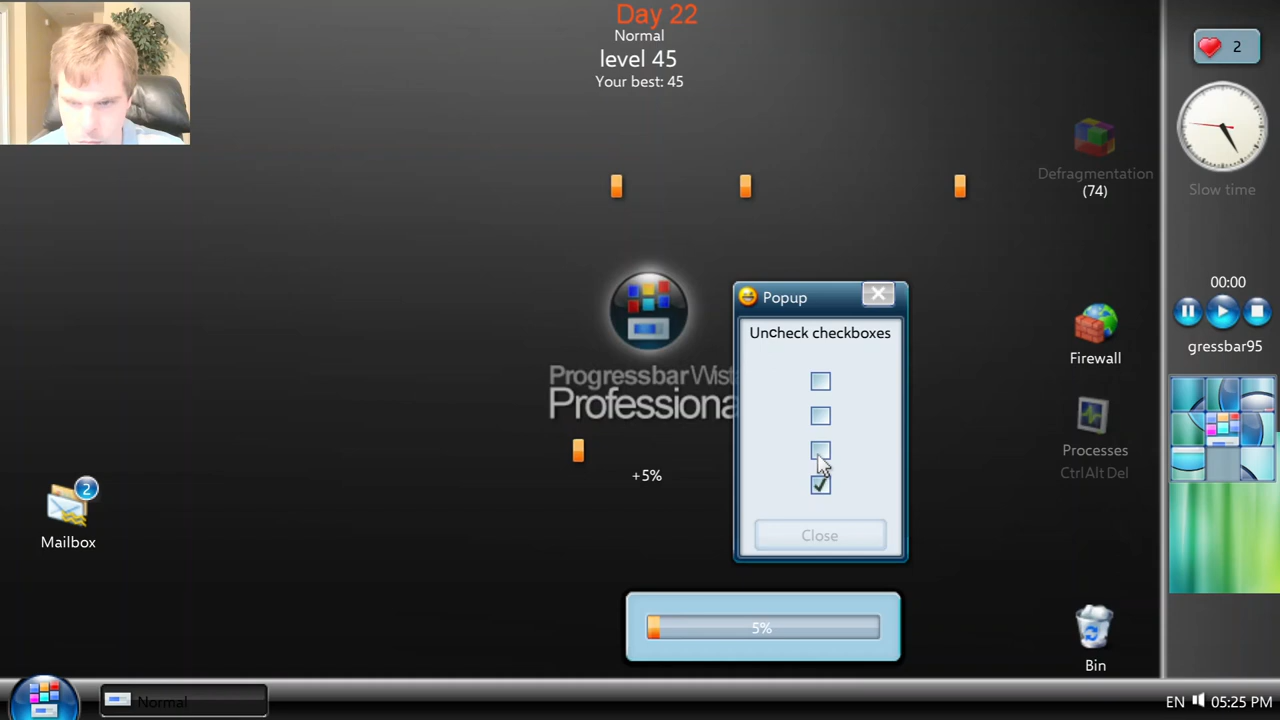 Day 22
Normal
level 45
Your best: 45
2
Defragmentation
(74)
Slow time
Popup
Uncheck checkboxes
00:00
gressbar95
Firewall
Progressbar Wist
Professiona
Processes
Ctrl Alt Del
+5%
2
Mailbox
Close
5%
Bin
Normal
EN 05:25 PM